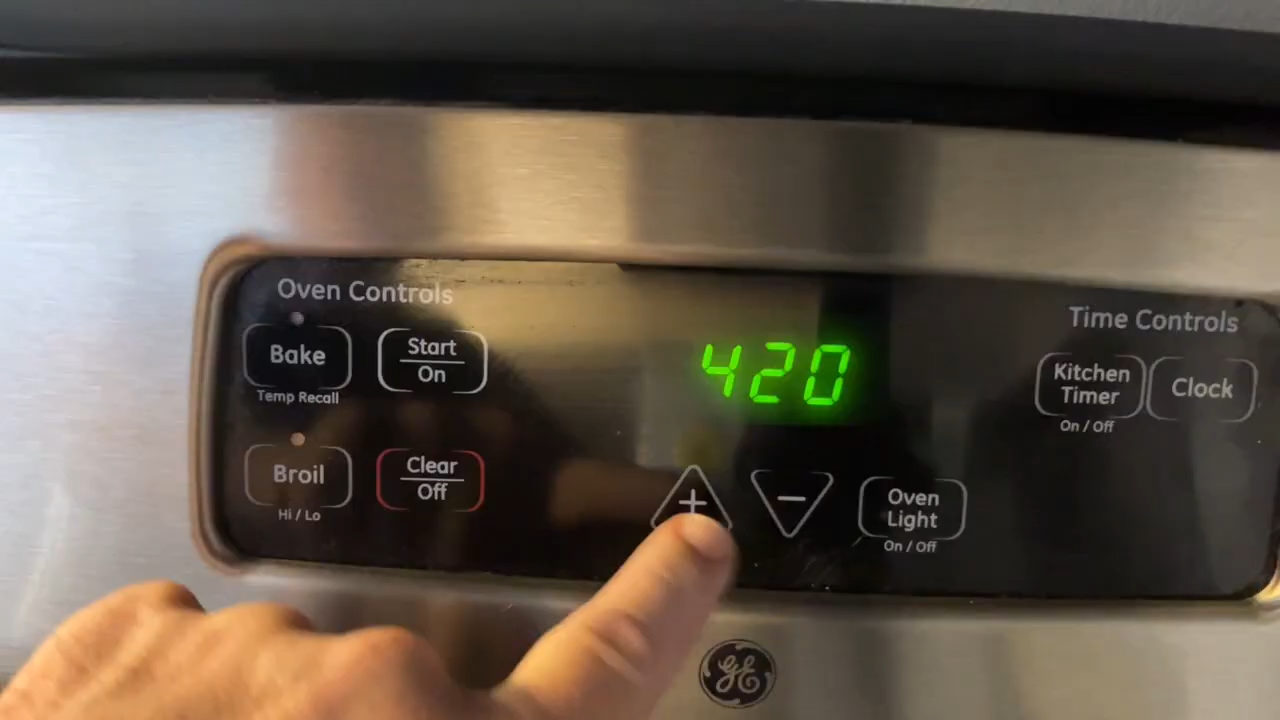 Oven Controls
Bake
Temp Recall
Start
On
Broil
Hi / Lo
Clear
Off
420
+
−
Oven
Light
On / Off
Time Controls
Kitchen
Timer
On / Off
Clock
GE